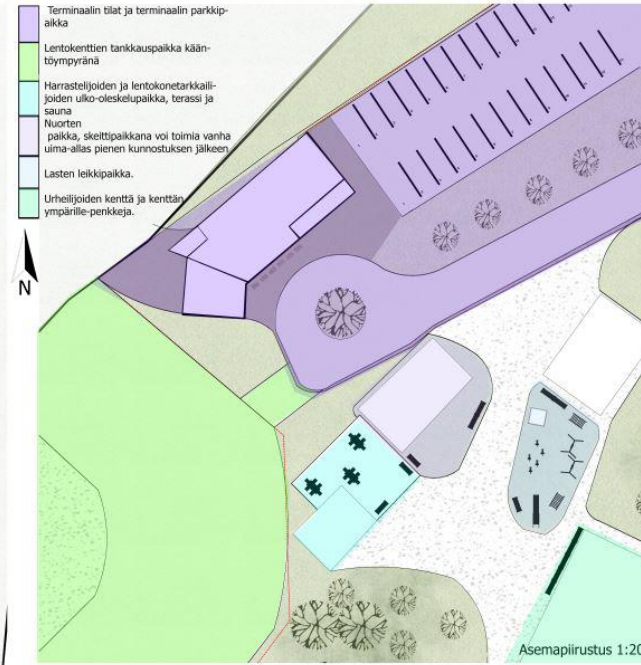 Terminaalin tilat ja terminaalin parkkip-
aikka
Lentokenttien tankkauspaikka kään-
töympyränä
Harrastelijoiden ja lentokonetarkkaili-
joiden ulko-oleskelupaikka, terassi ja
sauna
Nuorten
paikka, skeittipaikkana voi toimia vanha
uima-allas pienen kunnostuksen jälkeen
Lasten leikkipaikka.
Urheilijoiden kenttä ja kenttän
ympärille-penkkejä.
N
Asemapiirustus 1:20